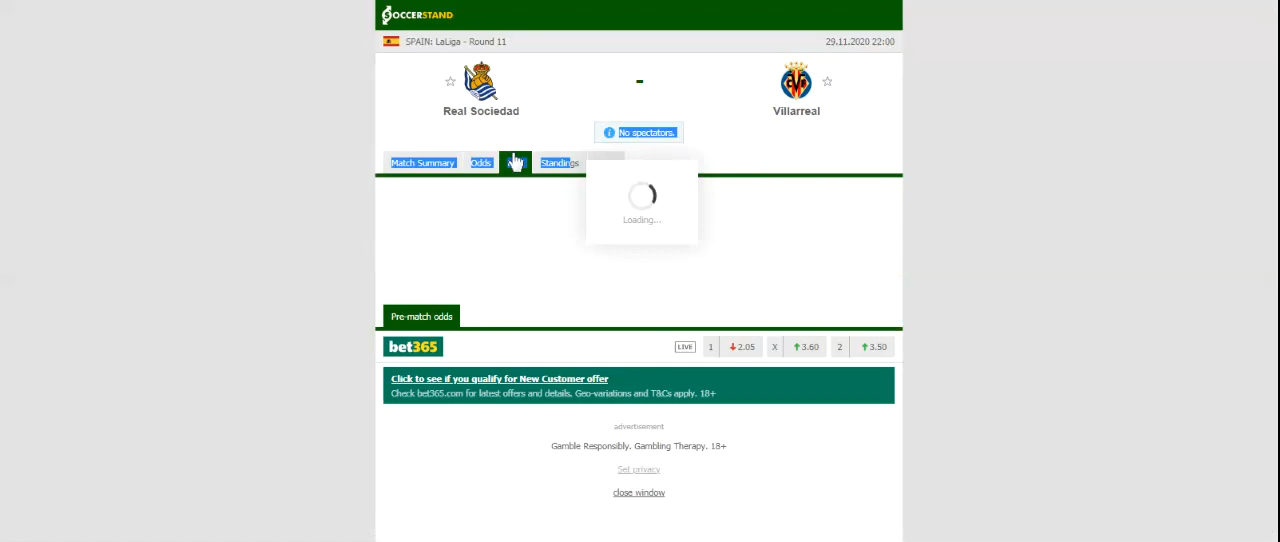 SOCCERSTAND
SPAIN: LaLiga - Round 11
29.11.2020 22:00
-
Real Sociedad
Villarreal
No spectators.
Match Summary
Odds
Standings
Loading...
Pre-match odds
bet365
LIVE
1 2.05
X 3.60
2 3.50
Click to see if you qualify for New Customer offer
Check bet365.com for latest offers and details. Geo-variations and T&Cs apply. 18+
advertisement
Gamble Responsibly. Gambling Therapy. 18+
Set privacy
close window